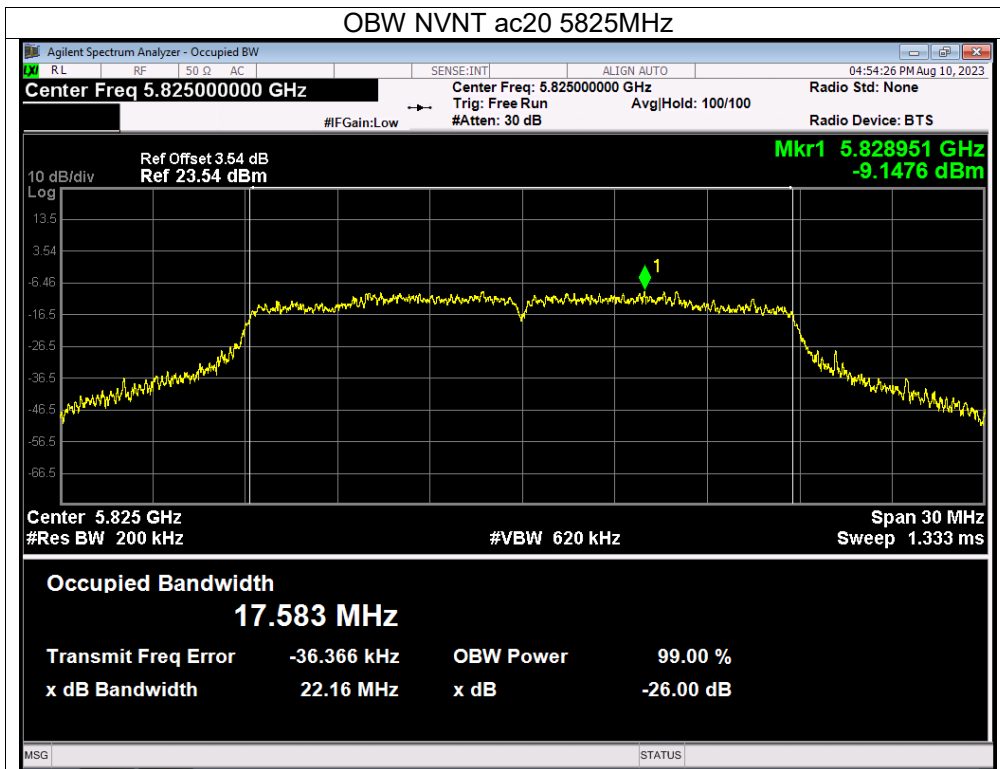 OBW NVNT ac20 5825MHz
Agilent Spectrum Analyzer - Occupied BW
LXI RL RF 50 Ω AC SENSE:INT ALIGN AUTO 04:54:26 PM Aug 10, 2023
Center Freq 5.825000000 GHz Center Freq: 5.825000000 GHz Radio Std: None
Trig: Free Run Avg|Hold: 100/100
#IFGain:Low #Atten: 30 dB Radio Device: BTS
Mkr1 5.828951 GHz
-9.1476 dBm
Ref Offset 3.54 dB
10 dB/div Ref 23.54 dBm
Log
13.5
3.54
1
-6.46
-16.5
-26.5
-36.5
-46.5
-56.5
-66.5
Center 5.825 GHz Span 30 MHz
#Res BW 200 kHz #VBW 620 kHz Sweep 1.333 ms
Occupied Bandwidth
17.583 MHz
Transmit Freq Error -36.366 kHz OBW Power 99.00 %
x dB Bandwidth 22.16 MHz x dB -26.00 dB
MSG STATUS